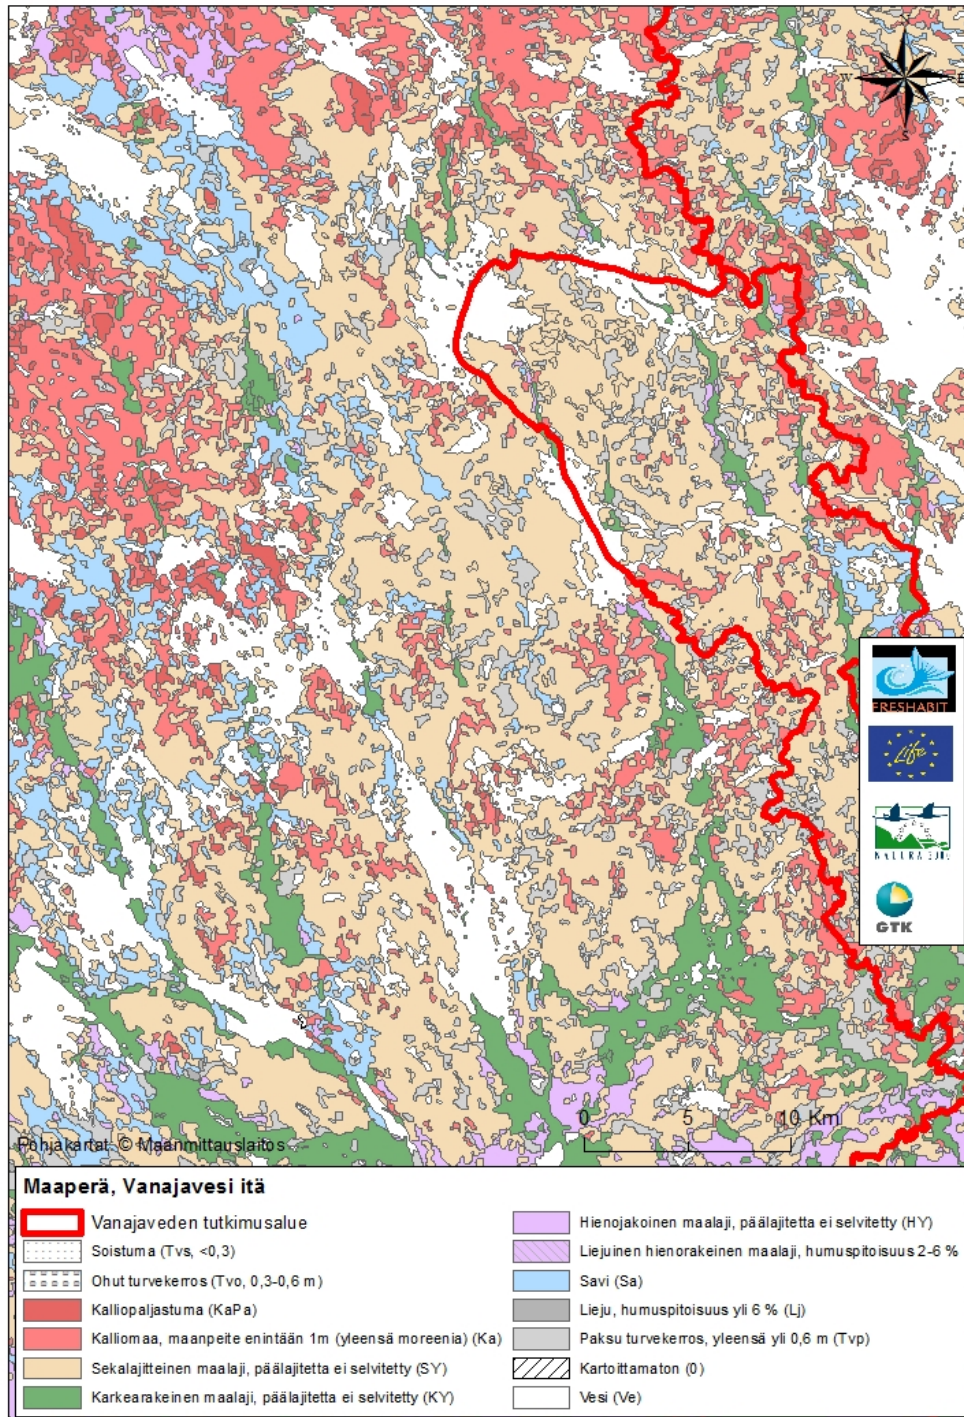 N
W
E
S
FRESHABIT
Life
NATURA 2000
GTK
0 5 10 Km
Pohjakartat: © Maanmittauslaitos
Maaperä, Vanajavesi itä
Vanajaveden tutkimusalue
Soistuma (Tvs, <0,3)
Ohut turvekerros (Tvo, 0,3-0,6 m)
Kalliopaljastuma (KaPa)
Kalliomaa, maanpeite enintään 1m (yleensä moreenia) (Ka)
Sekalajitteinen maalaji, päälajitetta ei selvitetty (SY)
Karkearakeinen maalaji, päälajitetta ei selvitetty (KY)
Hienojakoinen maalaji, päälajitetta ei selvitetty (HY)
Liejuinen hienorakeinen maalaji, humuspitoisuus 2-6 %
Savi (Sa)
Lieju, humuspitoisuus yli 6 % (Lj)
Paksu turvekerros, yleensä yli 0,6 m (Tvp)
Kartoittamaton (0)
Vesi (Ve)